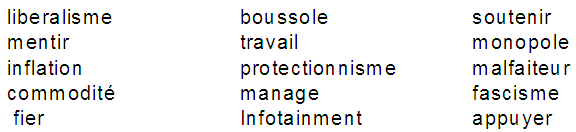 liberalisme boussole soutenir
mentir travail monopole
inflation protectionnisme malfaiteur
commodité manage fascisme
fier Infotainment appuyer